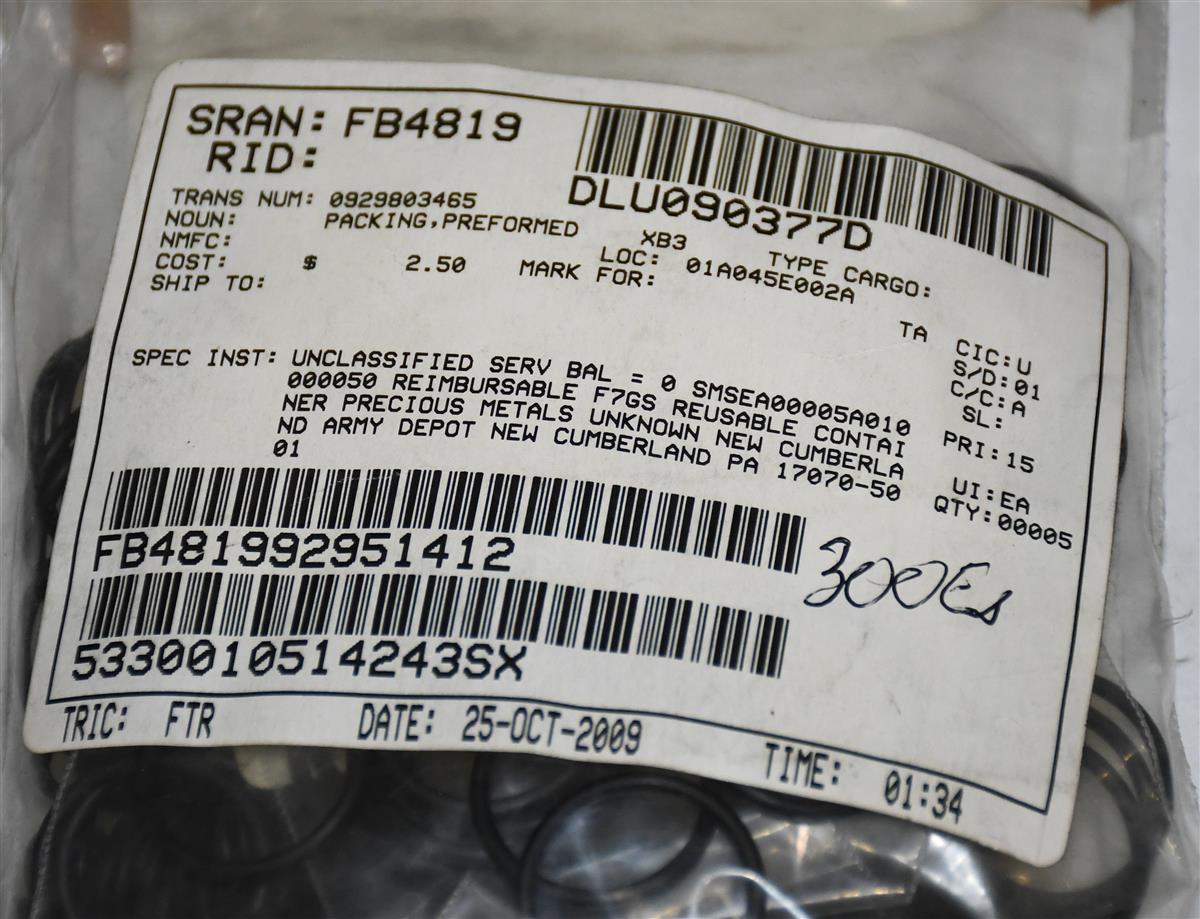 SRAN: FB4819
RID:
DLU090377D
TRANS NUM: 0929803465
NOUN: PACKING,PREFORMED
NMFC: XB3 TYPE CARGO:
COST: $ 2.50 LOC: 01A045E002A
SHIP TO: MARK FOR:
TA CIC:U
S/D:01
C/C:A
SL:
PRI:15
UI:EA
QTY:00005
SPEC INST: UNCLASSIFIED SERV BAL = 0 SMSEA00005A010
000050 REIMBURSABLE F7GS REUSABLE CONTAI
NER PRECIOUS METALS UNKNOWN NEW CUMBERLA
ND ARMY DEPOT NEW CUMBERLAND PA 17070-50
01
FB481992951412
300Es
5330010514243SX
TRIC: FTR DATE: 25-OCT-2009 TIME: 01:34